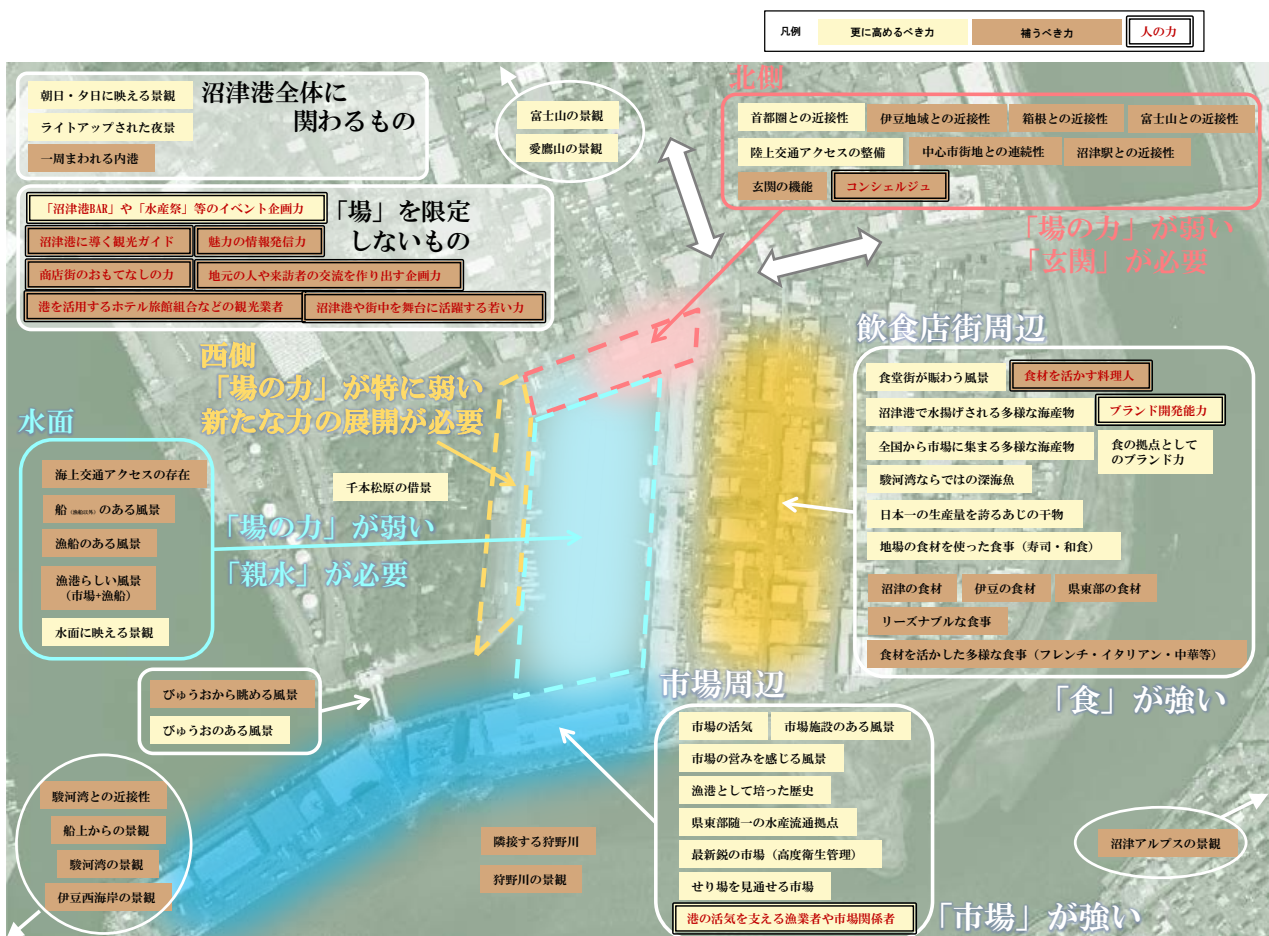 凡例
更に高めるべき力
補うべき力
人の力
沼津港全体に
関わるもの
朝日・夕日に映える景観
ライトアップされた夜景
一周まわれる内港
「場」を限定
しないもの
「沼津港BAR」や「水産祭」等のイベント企画力
沼津港に導く観光ガイド
魅力の情報発信力
商店街のおもてなしの力
地元の人や来訪者の交流を作り出す企画力
港を活用するホテル旅館組合などの観光業者
沼津港や街中を舞台に活躍する若い力
富士山の景観
愛鷹山の景観
北側
首都圏との近接性
伊豆地域との近接性
箱根との近接性
富士山との近接性
陸上交通アクセスの整備
中心市街地との連続性
沼津駅との近接性
玄関の機能
コンシェルジュ
「場の力」が弱い
「玄関」が必要
西側
「場の力」が特に弱い
新たな力の展開が必要
千本松原の借景
水面
海上交通アクセスの存在
船（漁船以外）のある風景
漁船のある風景
漁港らしい風景
（市場+漁船）
水面に映える景観
「場の力」が弱い
「親水」が必要
飲食店街周辺
食堂街が賑わう風景
食材を活かす料理人
沼津港で水揚げされる多様な海産物
ブランド開発能力
全国から市場に集まる多様な海産物
食の拠点として
のブランド力
駿河湾ならではの深海魚
日本一の生産量を誇るあじの干物
地場の食材を使った食事（寿司・和食）
沼津の食材
伊豆の食材
県東部の食材
リーズナブルな食事
食材を活かした多様な食事（フレンチ・イタリアン・中華等）
「食」が強い
びゅうおから眺める風景
びゅうおのある風景
市場周辺
市場の活気
市場施設のある風景
市場の営みを感じる風景
漁港として培った歴史
県東部随一の水産流通拠点
最新鋭の市場（高度衛生管理）
せり場を見通せる市場
港の活気を支える漁業者や市場関係者
「市場」が強い
駿河湾との近接性
船上からの景観
駿河湾の景観
伊豆西海岸の景観
隣接する狩野川
狩野川の景観
沼津アルプスの景観